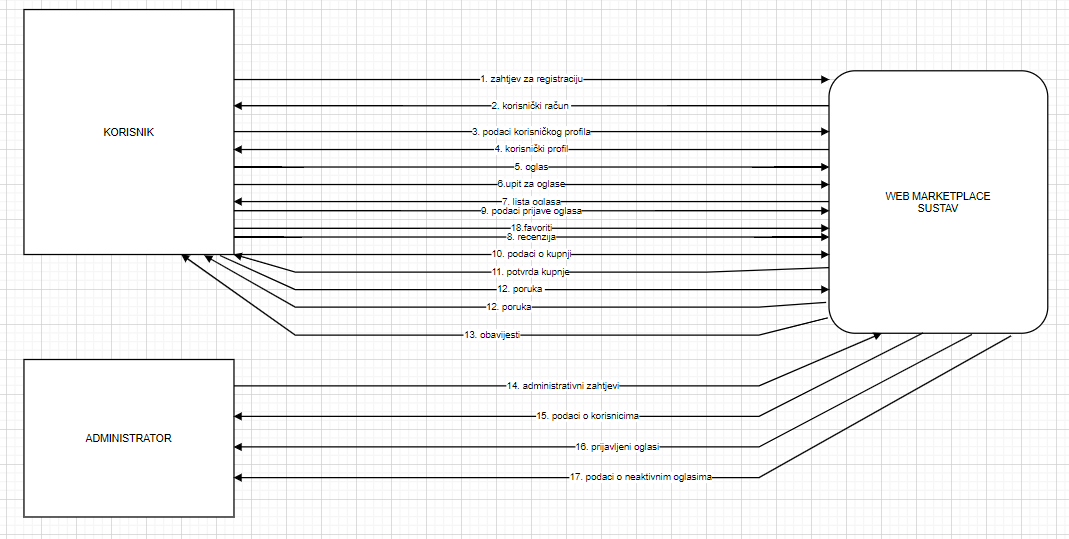 KORISNIK
1. zahtjev za registraciju
2. korisnički račun
3. podaci korisničkog profila
4. korisnički profil
5. oglas
6.upit za oglase
7. lista oglasa
9. podaci prijave oglasa
18.favoriti
8. recenzija
10. podaci o kupnji
11. potvrda kupnje
12. poruka
12. poruka
13. obavijesti
WEB MARKETPLACE
SUSTAV
ADMINISTRATOR
14. administrativni zahtjevi
15. podaci o korisnicima
16. prijavljeni oglasi
17. podaci o neaktivnim oglasima